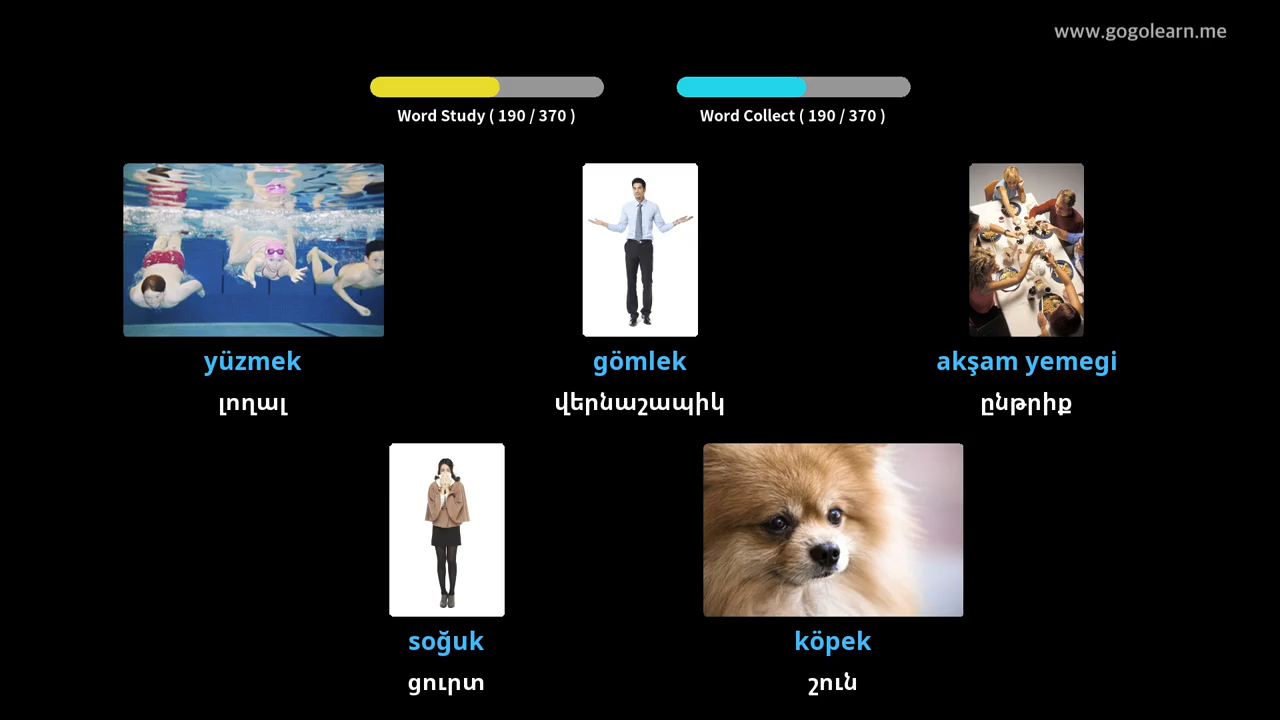 www.gogolearn.me
Word Study ( 190 / 370 )
Word Collect ( 190 / 370 )
yüzmek
լողալ
gömlek
վերնաշապիկ
akşam yemegi
ընթրիք
soğuk
ցուրտ
köpek
շուն